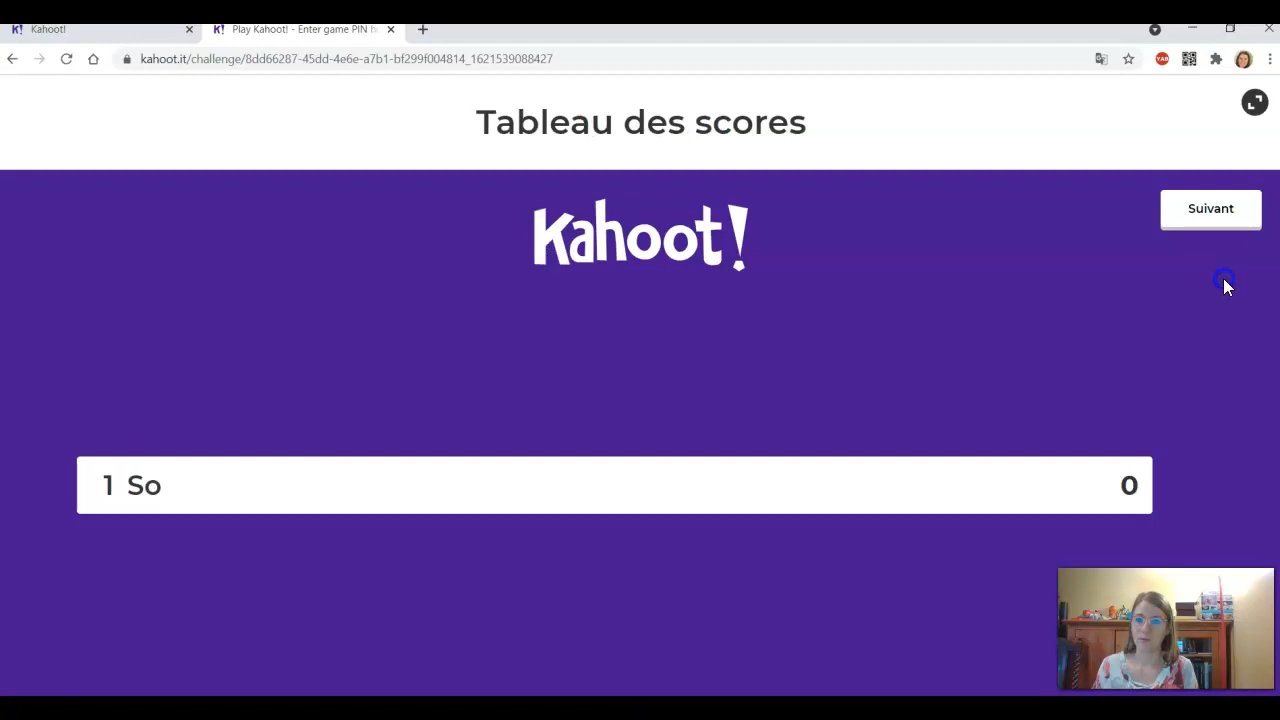 Kahoot!
Play Kahoot! - Enter game PIN h
kahoot.it/challenge/8dd66287-45dd-4e6e-a7b1-bf299f004814_1621539088427
Tableau des scores
Suivant
Kahoot!
1 So 0